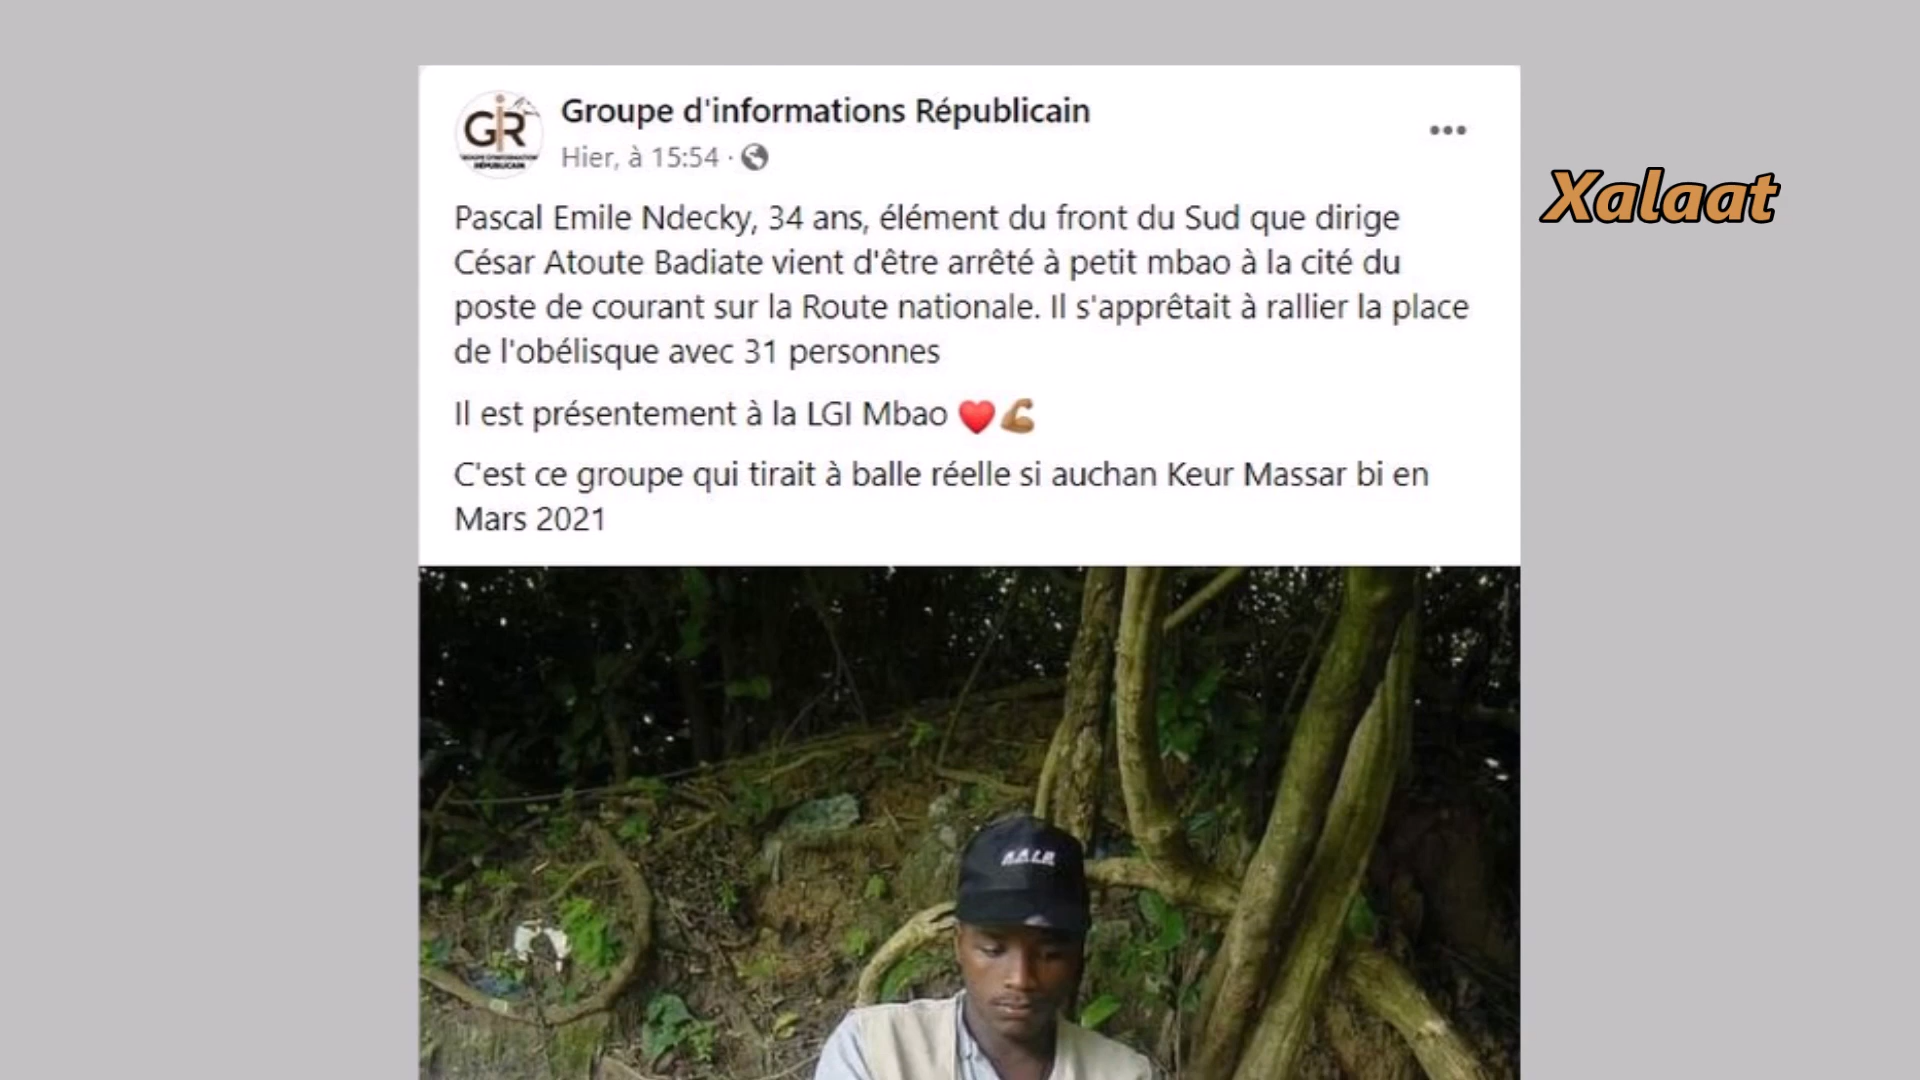 Groupe d'informations Républicain
Hier, à 15:54 ·
Xalaat
Pascal Emile Ndecky, 34 ans, élément du front du Sud que dirige
César Atoute Badiate vient d'être arrêté à petit mbao à la cité du
poste de courant sur la Route nationale. Il s'apprêtait à rallier la place
de l'obélisque avec 31 personnes
Il est présentement à la LGI Mbao ❤️💪🏽
C'est ce groupe qui tirait à balle réelle si auchan Keur Massar bi en
Mars 2021
GiR
RÉPUBLICAIN